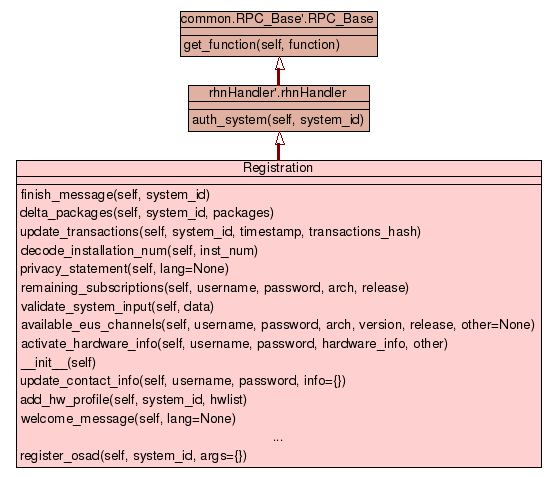 common.RPC_Base'.RPC_Base
get_function(self, function)
rhnHandler'.rhnHandler
auth_system(self, system_id)
Registration
finish_message(self, system_id)
delta_packages(self, system_id, packages)
update_transactions(self, system_id, timestamp, transactions_hash)
decode_installation_num(self, inst_num)
privacy_statement(self, lang=None)
remaining_subscriptions(self, username, password, arch, release)
validate_system_input(self, data)
available_eus_channels(self, username, password, arch, version, release, other=None)
activate_hardware_info(self, username, password, hardware_info, other)
__init__(self)
update_contact_info(self, username, password, info={})
add_hw_profile(self, system_id, hwlist)
welcome_message(self, lang=None)
...
register_osad(self, system_id, args={})